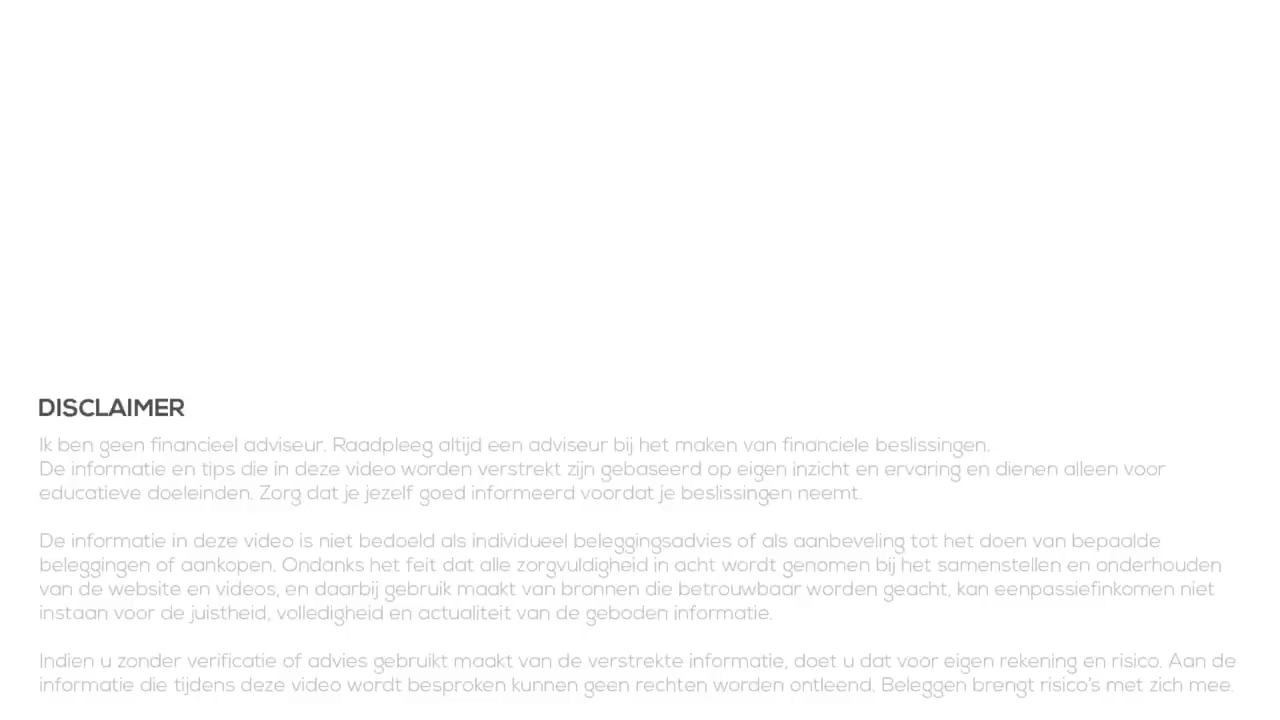 DISCLAIMER
Ik ben geen financieel adviseur. Raadpleeg altijd een adviseur bij het maken van financiele beslissingen.
De informatie en tips die in deze video worden verstrekt zijn gebaseerd op eigen inzicht en ervaring en dienen alleen voor
educatieve doeleinden. Zorg dat je jezelf goed informeerd voordat je beslissingen neemt.
De informatie in deze video is niet bedoeld als individueel beleggingsadvies of als aanbeveling tot het doen van bepaalde
beleggingen of aankopen. Ondanks het feit dat alle zorgvuldigheid in acht wordt genomen bij het samenstellen en onderhouden
van de website en videos, en daarbij gebruik maakt van bronnen die betrouwbaar worden geacht, kan eenpassiefinkomen niet
instaan voor de juistheid, volledigheid en actualiteit van de geboden informatie.
Indien u zonder verificatie of advies gebruikt maakt van de verstrekte informatie, doet u dat voor eigen rekening en risico. Aan de
informatie die tijdens deze video wordt besproken kunnen geen rechten worden ontleend. Beleggen brengt risico's met zich mee.